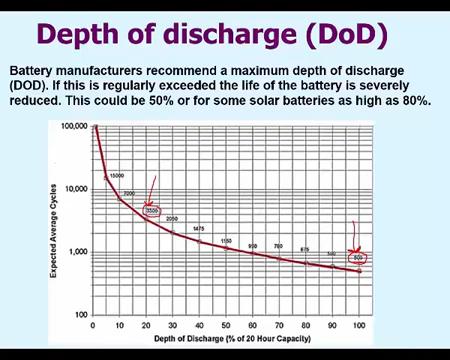 Depth of discharge (DoD)
Battery manufacturers recommend a maximum depth of discharge
(DOD). If this is regularly exceeded the life of the battery is severely
reduced. This could be 50% or for some solar batteries as high as 80%.
100,000
15000
10,000
7000
3300
2050
1475
1150
950
780
675
1,000
500
100
0 10 20 30 40 50 60 70 80 90 100
Expected Average Cycles
Depth of Discharge (% of 20 Hour Capacity)